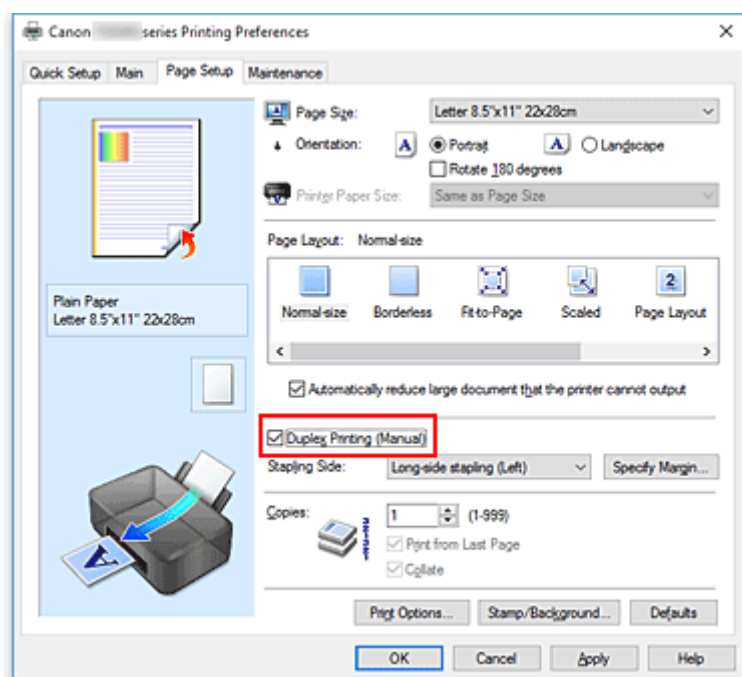 Canon series Printing Preferences
Quick Setup Main Page Setup Maintenance
Page Size: Letter 8.5"x11" 22x28cm
Orientation: A Portrait A Landscape
Rotate 180 degrees
Printer Paper Size: Same as Page Size
Page Layout: Normal-size
2
Normal-size Borderless Fit-to-Page Scaled Page Layout
Plain Paper
Letter 8.5"x11" 22x28cm
Automatically reduce large document that the printer cannot output
Duplex Printing (Manual)
Stapling Side: Long-side stapling (Left) Specify Margin...
Copies: 1 (1-999)
Print from Last Page
Collate
A
Print Options... Stamp/Background... Defaults
OK Cancel Apply Help